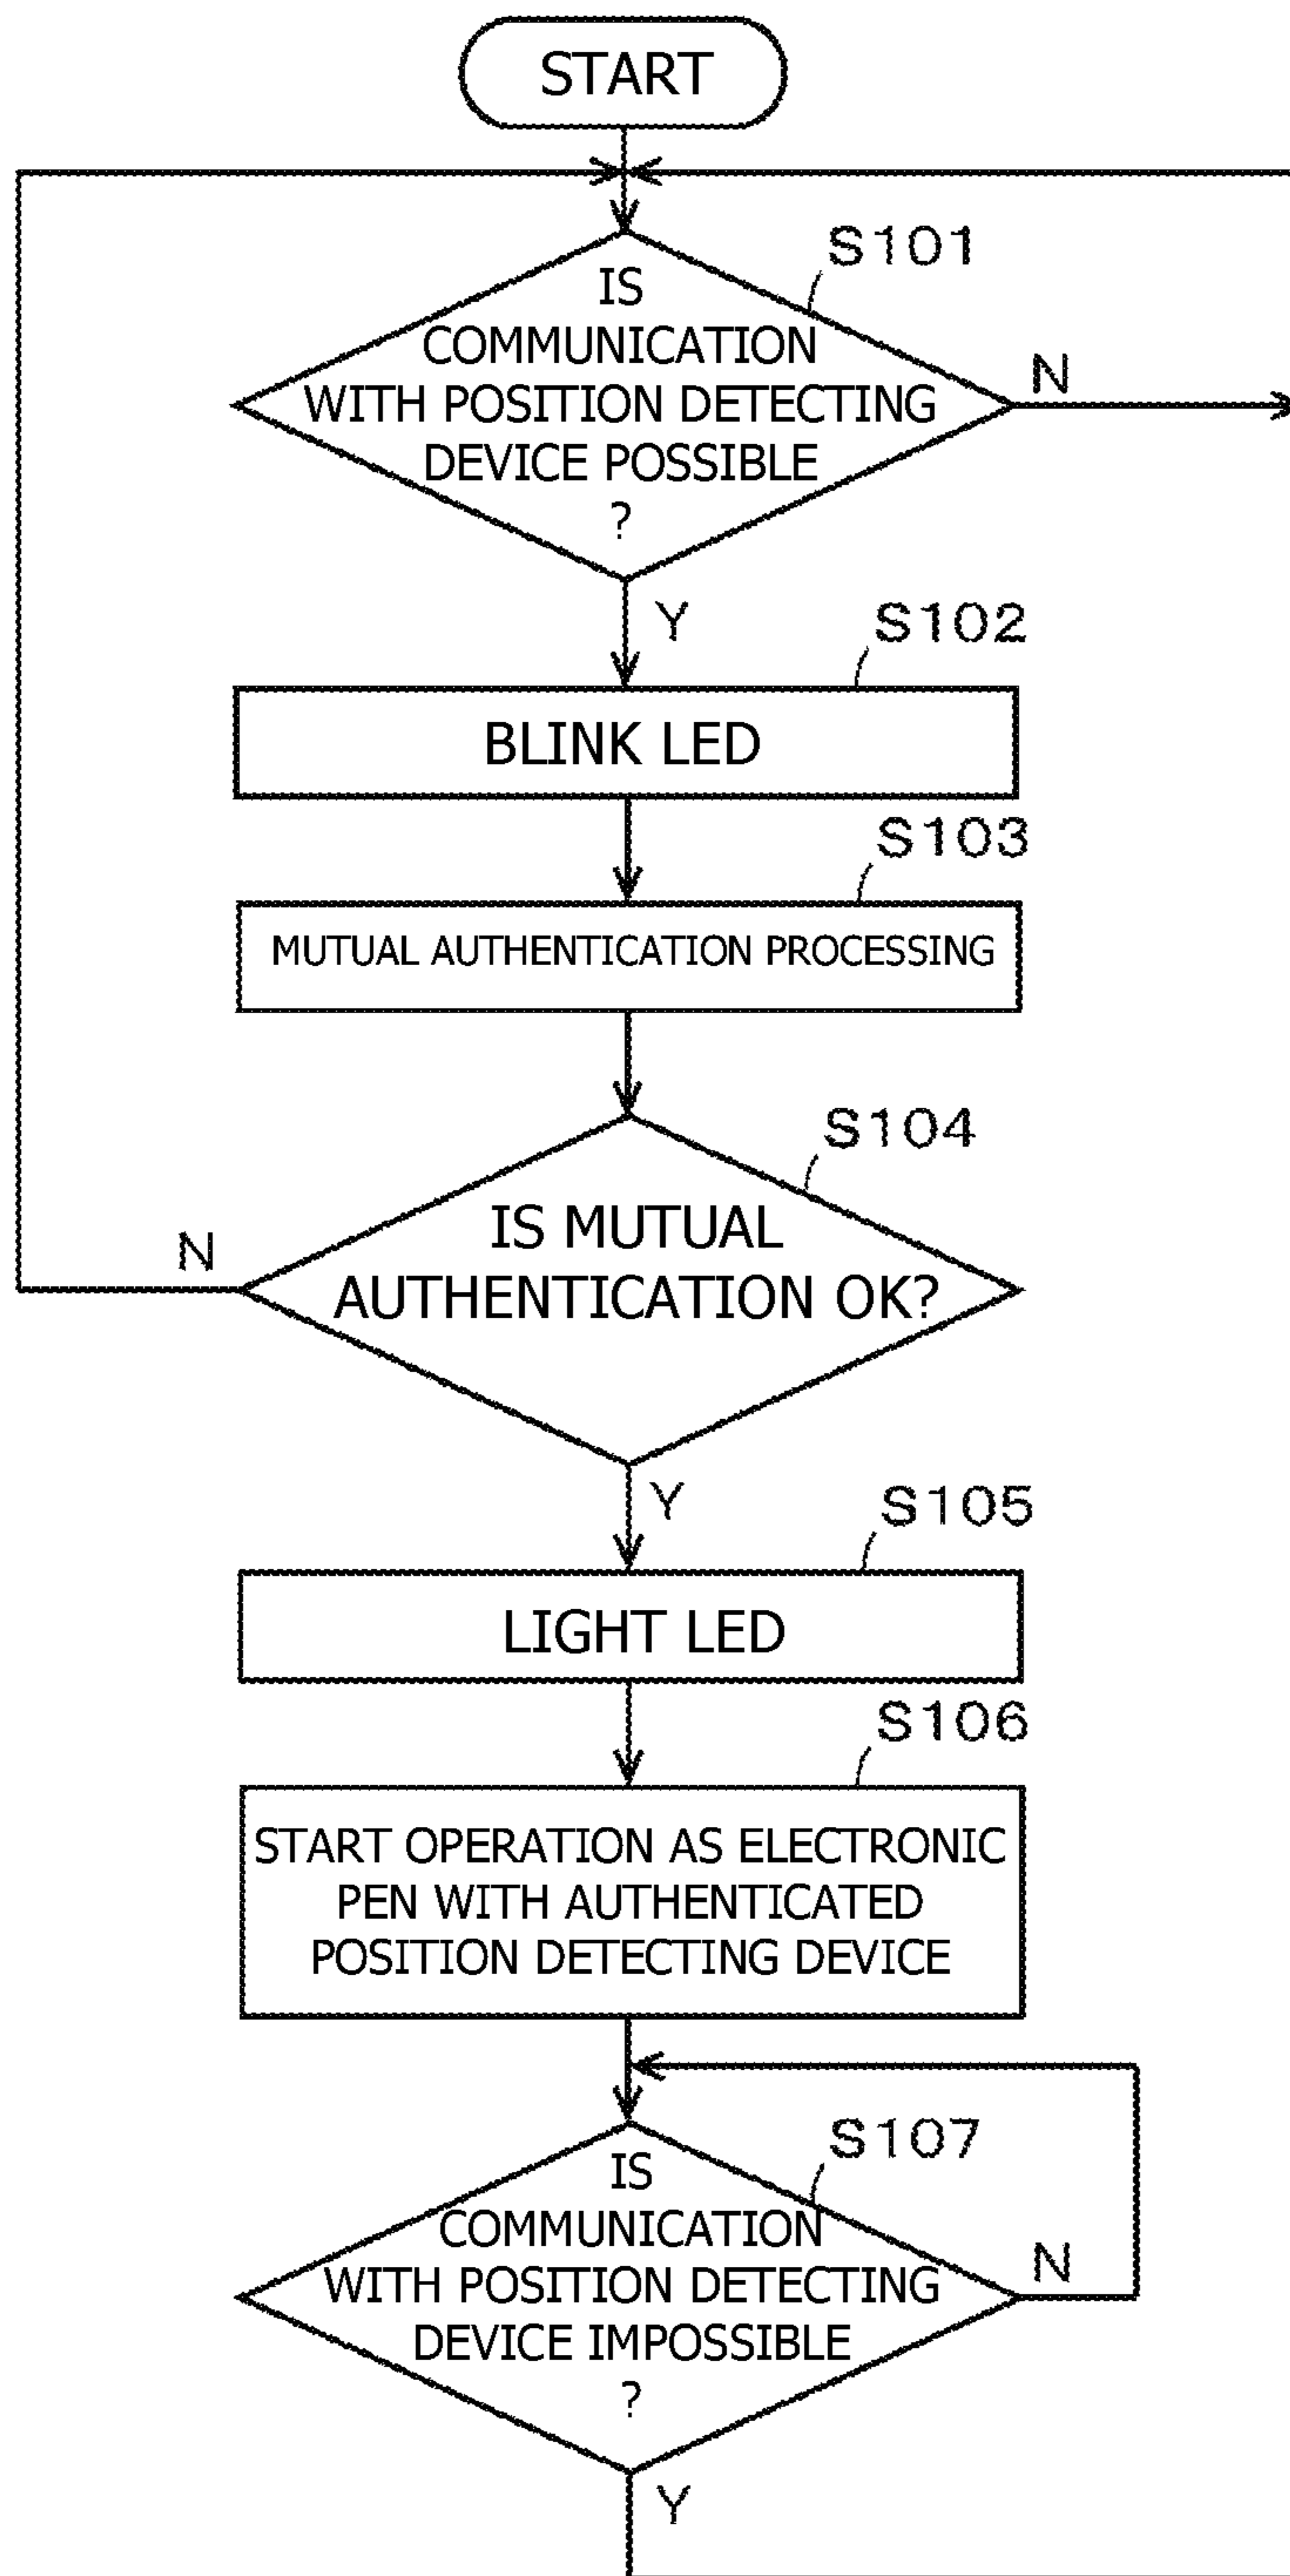 START
S101
IS
COMMUNICATION
WITH POSITION DETECTING
DEVICE POSSIBLE
?
N
Y
S102
BLINK LED
S103
MUTUAL AUTHENTICATION PROCESSING
S104
IS MUTUAL
AUTHENTICATION OK?
N
Y
S105
LIGHT LED
S106
START OPERATION AS ELECTRONIC
PEN WITH AUTHENTICATED
POSITION DETECTING DEVICE
S107
IS
COMMUNICATION
WITH POSITION DETECTING
DEVICE IMPOSSIBLE
?
N
Y